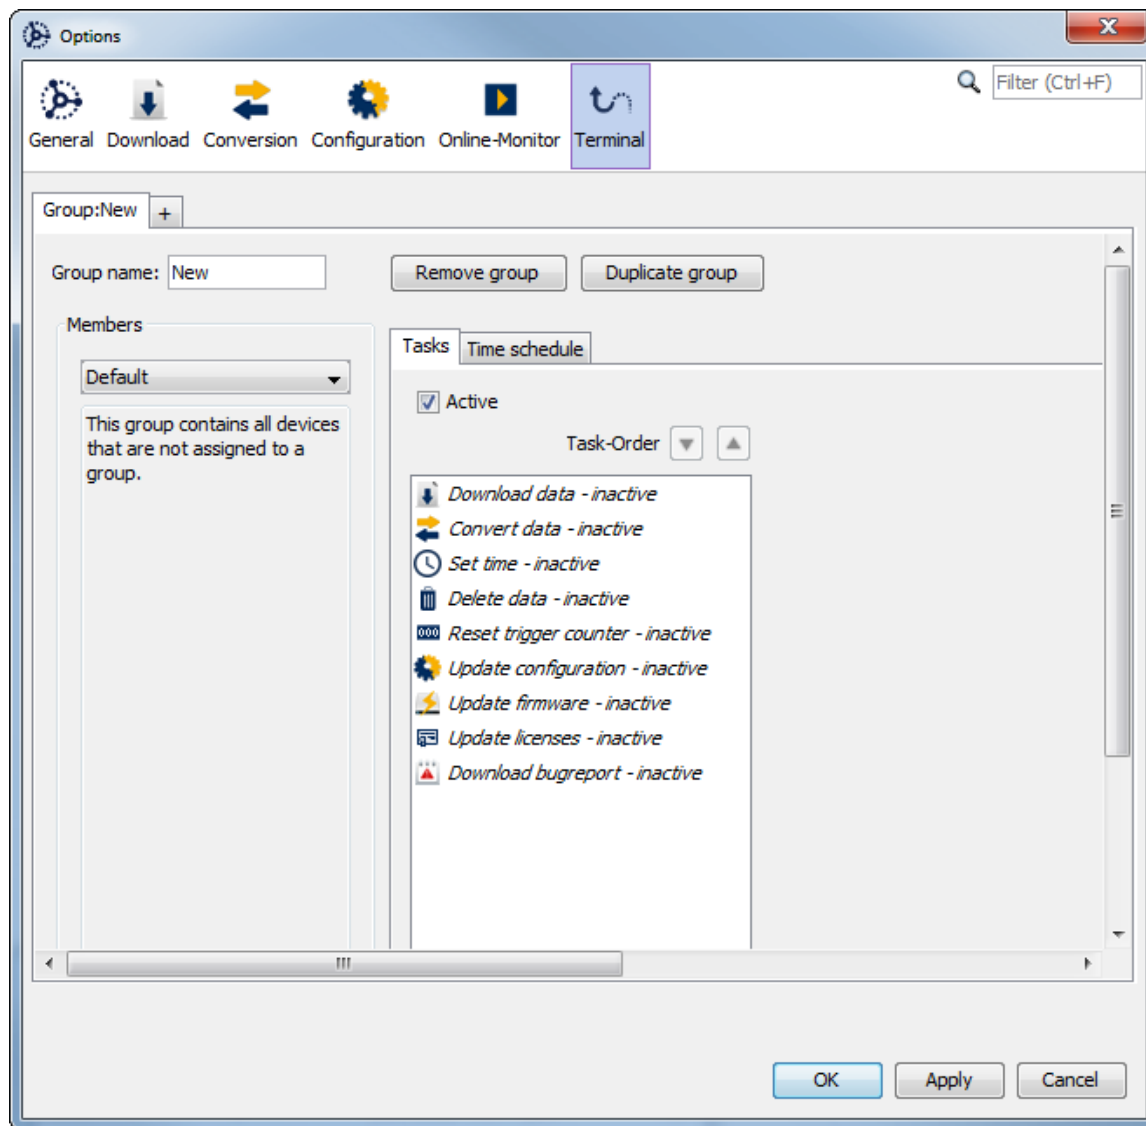 Options
X
Filter (Ctrl+F)
General Download Conversion Configuration Online-Monitor Terminal
Group:New +
Group name: New Remove group Duplicate group
Members
Tasks Time schedule
Default
Active
This group contains all devices
that are not assigned to a
group.
Task-Order
Download data - inactive
Convert data - inactive
Set time - inactive
Delete data - inactive
000 Reset trigger counter - inactive
Update configuration - inactive
Update firmware - inactive
Update licenses - inactive
Download bugreport - inactive
OK Apply Cancel